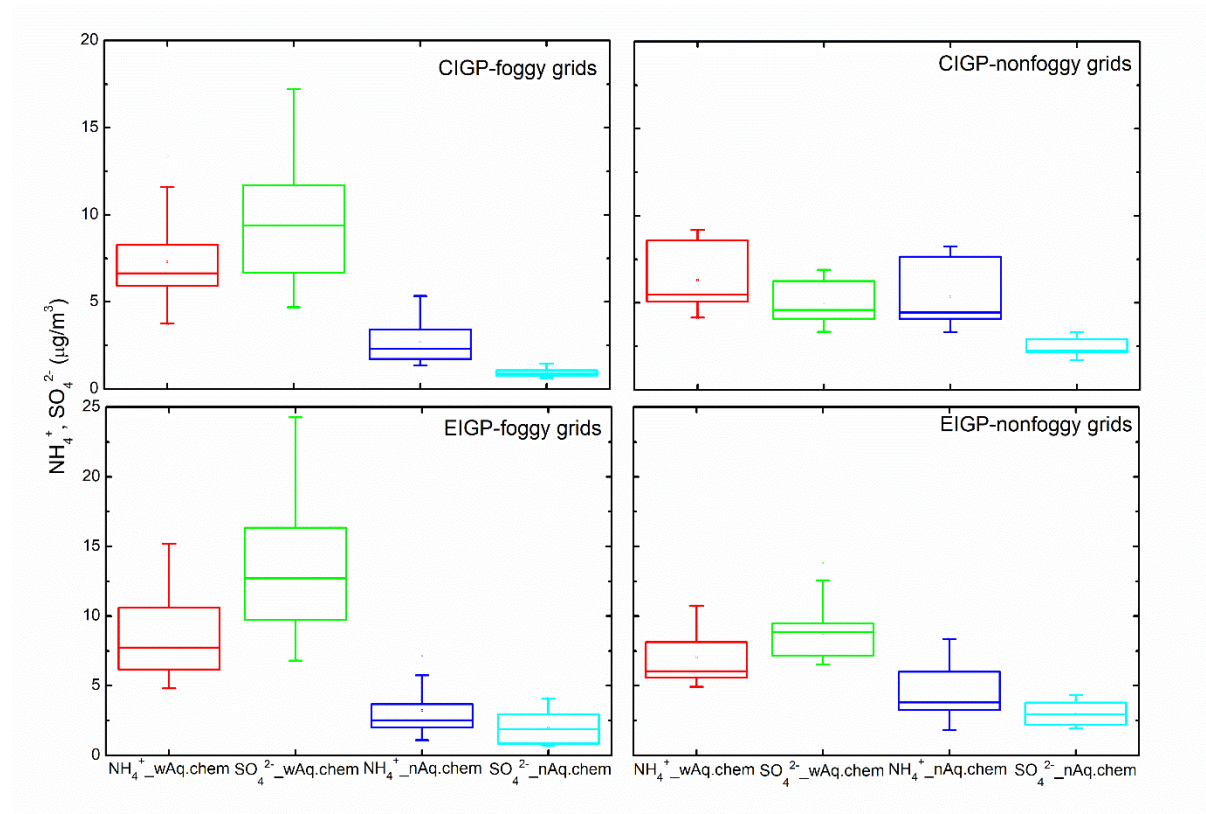 20
15
10
5
0
CIGP-foggy grids
CIGP-nonfoggy grids
NH₄⁺, SO₄²⁻ (µg/m³)
25
20
15
10
5
0
EIGP-foggy grids
EIGP-nonfoggy grids
NH₄⁺_wAq.chem SO₄²⁻_wAq.chem NH₄⁺_nAq.chem SO₄²⁻_nAq.chem
NH₄⁺_wAq.chem SO₄²⁻_wAq.chem NH₄⁺_nAq.chem SO₄²⁻_nAq.chem